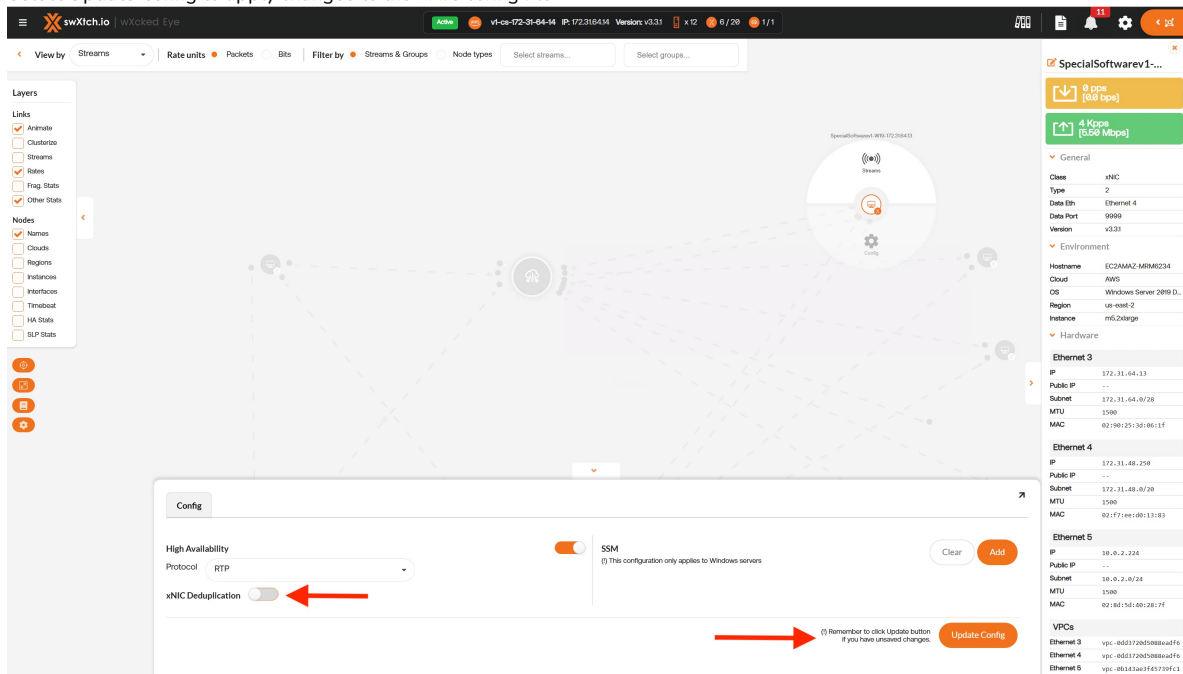 swXtch.io | wXcked Eye
Active v1-ca-172-31-64-14 IP: 172.31.64.14 Version: v3.3.1 x 12 6 / 20 1 / 1
11
View by Streams Rate units Packets Bits Filter by Streams & Groups Node types Select streams... Select groups...
Layers
Links
Animate
Clusterize
Streams
Rates
Frag. Stats
Other Stats
Nodes
Names
Clouds
Regions
Instances
Interfaces
Timebeat
HA Stats
SLP Stats
Streams
Config
Config
High Availability
Protocol RTP
xNIC Deduplication
SSM
(!) This configuration only applies to Windows servers
Clear Add
(!) Remember to click Update button
if you have unsaved changes.
Update Config
SpecialSoftwarev1-...
0 pps
[0.0 bps]
4 Kpps
[5.50 Mbps]
General
Class xNIC
Type 2
Data Eth Ethernet 4
Data Port 9999
Version v3.3.1
Environment
Hostname EC2AMAZ-MRM6234
Cloud AWS
OS Windows Server 2019 D...
Region us-east-2
Instance m5.2xlarge
Hardware
Ethernet 3
IP 172.31.64.13
Public IP --
Subnet 172.31.64.0/28
MTU 1500
MAC 02:90:25:3d:06:1f
Ethernet 4
IP 172.31.48.250
Public IP --
Subnet 172.31.48.0/20
MTU 1500
MAC 02:f7:ee:d0:13:83
Ethernet 5
IP 10.0.2.224
Public IP --
Subnet 10.0.2.0/24
MTU 1500
MAC 02:8d:5d:40:28:7f
VPCs
Ethernet 3 vpc-0dd3720d5088eadf6
Ethernet 4 vpc-0dd3720d5088eadf6
Ethernet 5 vpc-0b143ae3f45739fc1